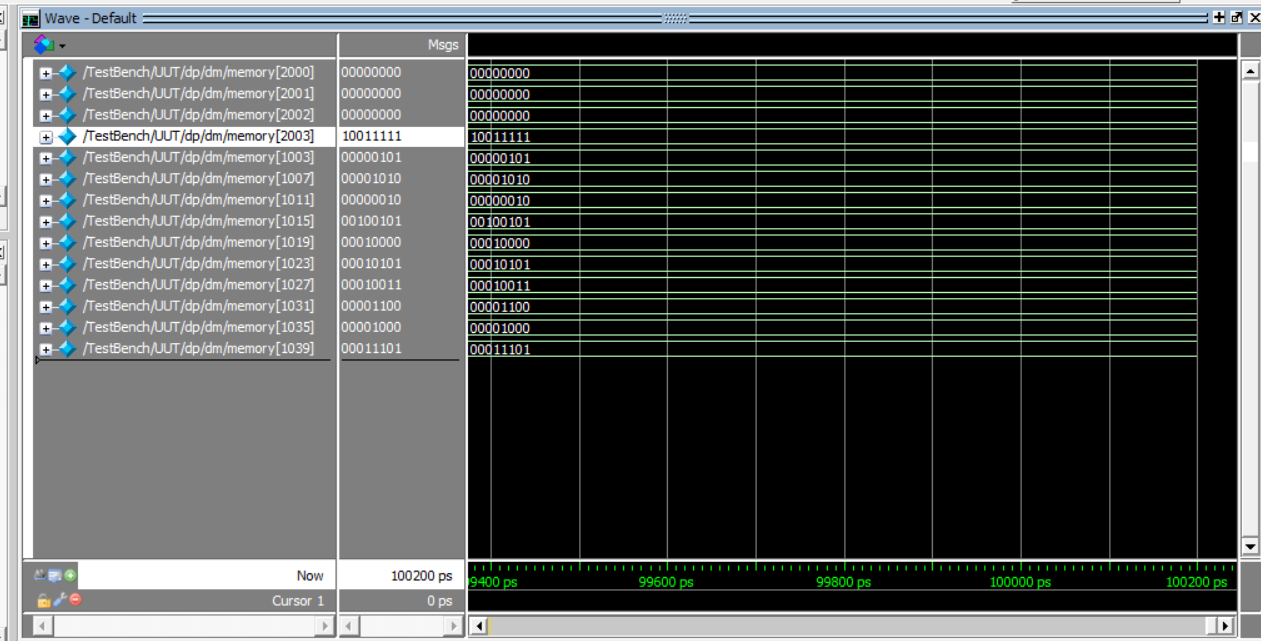 Wave - Default
Msgs
/TestBench/UUT/dp/dm/memory[2000] 00000000 00000000
/TestBench/UUT/dp/dm/memory[2001] 00000000 00000000
/TestBench/UUT/dp/dm/memory[2002] 00000000 00000000
/TestBench/UUT/dp/dm/memory[2003] 10011111 10011111
/TestBench/UUT/dp/dm/memory[1003] 00000101 00000101
/TestBench/UUT/dp/dm/memory[1007] 00001010 00001010
/TestBench/UUT/dp/dm/memory[1011] 00000010 00000010
/TestBench/UUT/dp/dm/memory[1015] 00100101 00100101
/TestBench/UUT/dp/dm/memory[1019] 00010000 00010000
/TestBench/UUT/dp/dm/memory[1023] 00010101 00010101
/TestBench/UUT/dp/dm/memory[1027] 00010011 00010011
/TestBench/UUT/dp/dm/memory[1031] 00001100 00001100
/TestBench/UUT/dp/dm/memory[1035] 00001000 00001000
/TestBench/UUT/dp/dm/memory[1039] 00011101 00011101
Now 100200 ps 99400 ps 99600 ps 99800 ps 100000 ps 100200 ps
Cursor 1 0 ps